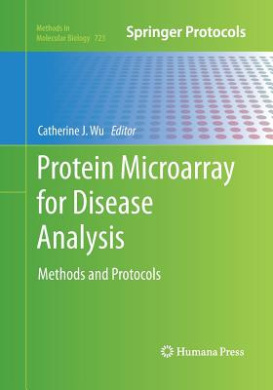 Methods in
Molecular Biology 723
Springer Protocols
Catherine J. Wu Editor
Protein Microarray
for Disease
Analysis
Methods and Protocols
Humana Press